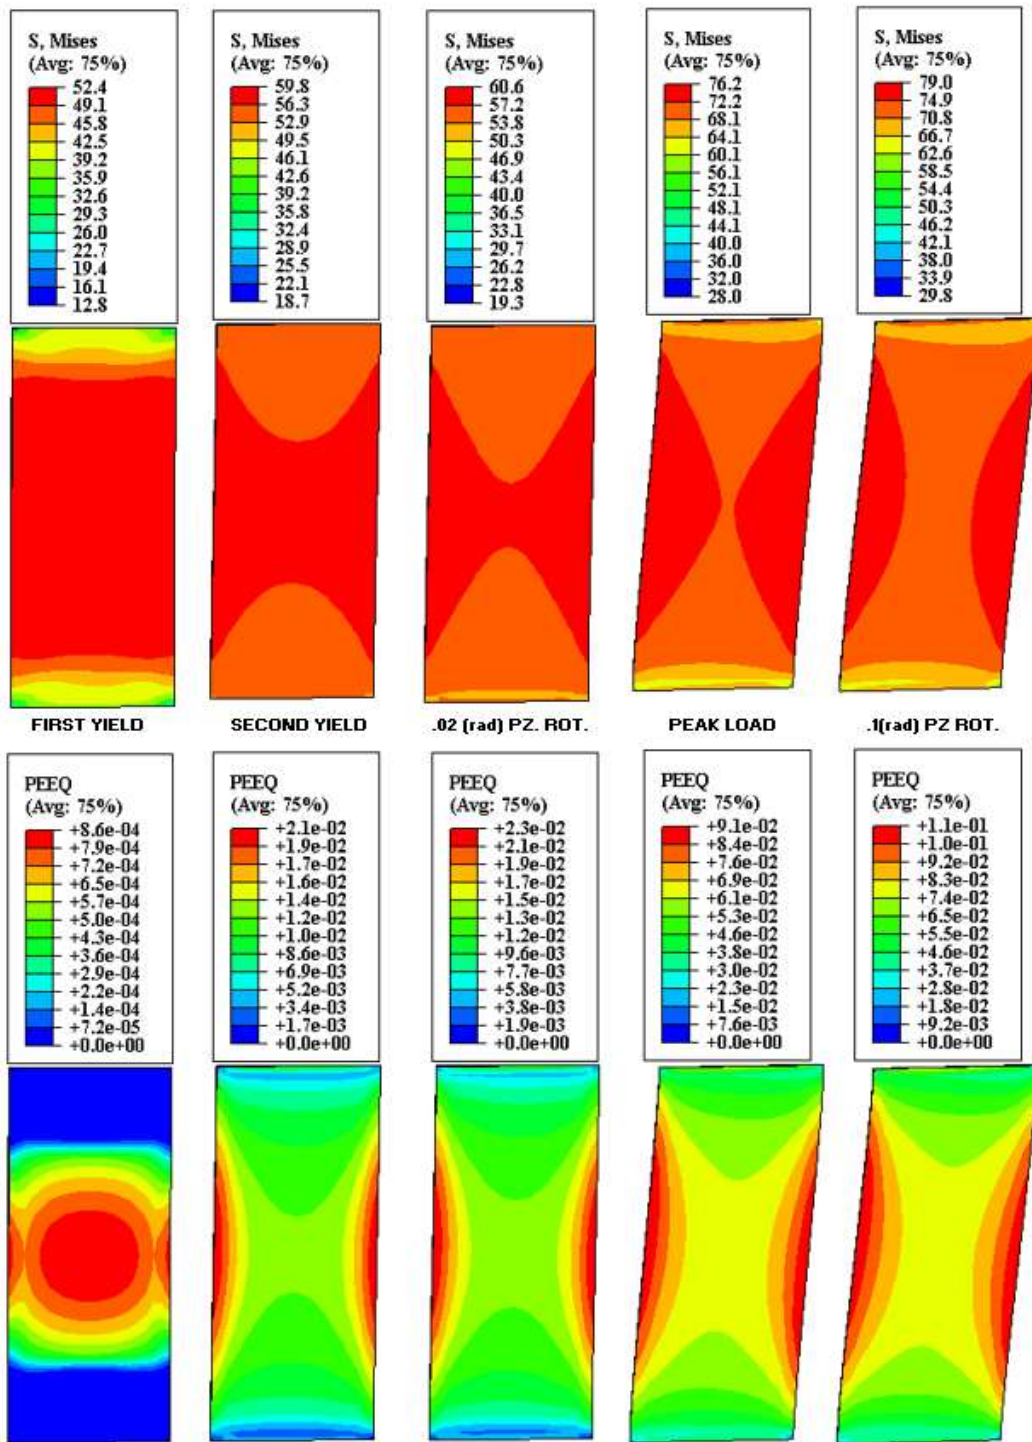 S, Mises
(Avg: 75%)
52.4
49.1
45.8
42.5
39.2
35.9
32.6
29.3
26.0
22.7
19.4
16.1
12.8
S, Mises
(Avg: 75%)
59.8
56.3
52.9
49.5
46.1
42.6
39.2
35.8
32.4
28.9
25.5
22.1
18.7
S, Mises
(Avg: 75%)
60.6
57.2
53.8
50.3
46.9
43.4
40.0
36.5
33.1
29.7
26.2
22.8
19.3
S, Mises
(Avg: 75%)
76.2
72.2
68.1
64.1
60.1
56.1
52.1
48.1
44.1
40.0
36.0
32.0
28.0
S, Mises
(Avg: 75%)
79.0
74.9
70.8
66.7
62.6
58.5
54.4
50.3
46.2
42.1
38.0
33.9
29.8
FIRST YIELD
SECOND YIELD
.02 (rad) PZ. ROT.
PEAK LOAD
.1(rad) PZ ROT.
PEEQ
(Avg: 75%)
+8.6e-04
+7.9e-04
+7.2e-04
+6.5e-04
+5.7e-04
+5.0e-04
+4.3e-04
+3.6e-04
+2.9e-04
+2.2e-04
+1.4e-04
+7.2e-05
+0.0e+00
PEEQ
(Avg: 75%)
+2.1e-02
+1.9e-02
+1.7e-02
+1.6e-02
+1.4e-02
+1.2e-02
+1.0e-02
+8.6e-03
+6.9e-03
+5.2e-03
+3.4e-03
+1.7e-03
+0.0e+00
PEEQ
(Avg: 75%)
+2.3e-02
+2.1e-02
+1.9e-02
+1.7e-02
+1.5e-02
+1.3e-02
+1.2e-02
+9.6e-03
+7.7e-03
+5.8e-03
+3.8e-03
+1.9e-03
+0.0e+00
PEEQ
(Avg: 75%)
+9.1e-02
+8.4e-02
+7.6e-02
+6.9e-02
+6.1e-02
+5.3e-02
+4.6e-02
+3.8e-02
+3.0e-02
+2.3e-02
+1.5e-02
+7.6e-03
+0.0e+00
PEEQ
(Avg: 75%)
+1.1e-01
+1.0e-01
+9.2e-02
+8.3e-02
+7.4e-02
+6.5e-02
+5.5e-02
+4.6e-02
+3.7e-02
+2.8e-02
+1.8e-02
+9.2e-03
+0.0e+00